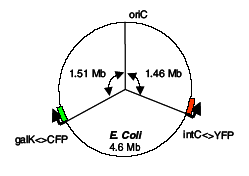 oriC
1.51 Mb
1.46 Mb
galK<>CFP
intC<>YFP
E. Coli
4.6 Mb